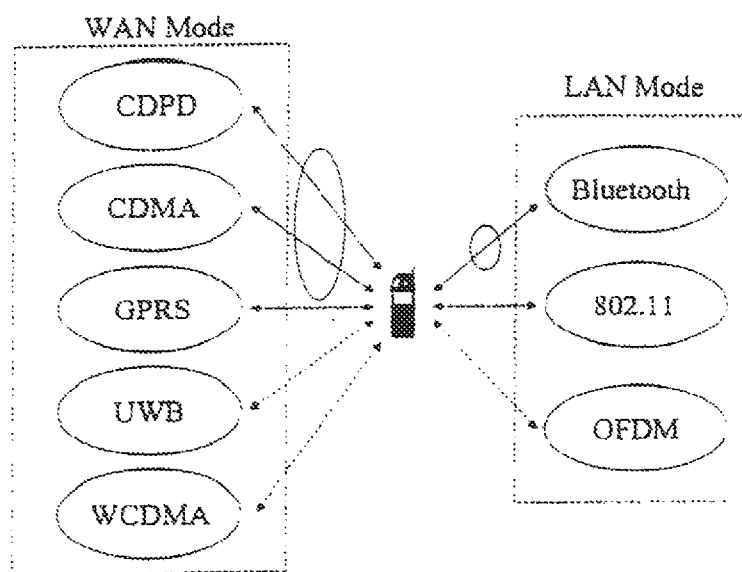 WAN Mode
CDPD
CDMA
GPRS
UWB
WCDMA
LAN Mode
Bluetooth
802.11
OFDM